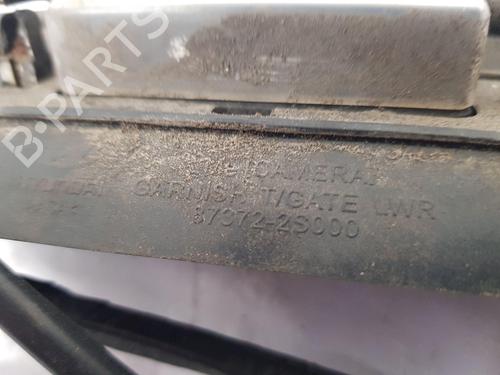 B-PARTS
(CAMERA)
GARNISH T/GATE LWR
87372-2S000